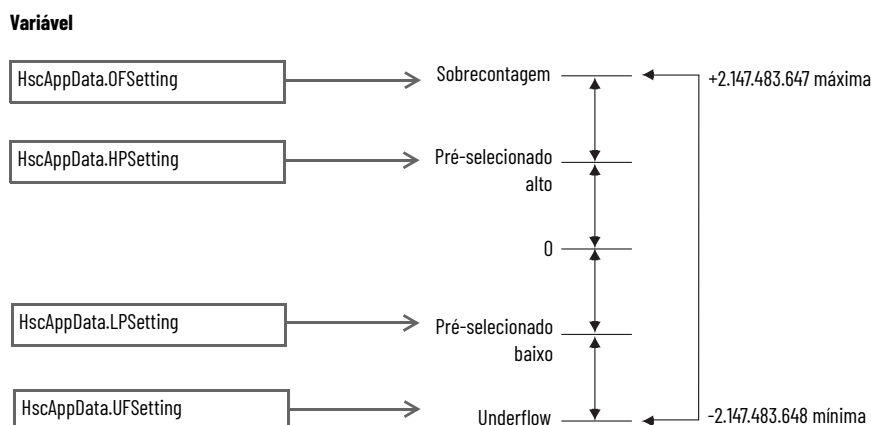 Variável
HscAppData.OFSetting
Sobrecontagem
+2.147.483.647 máxima
HscAppData.HPSetting
Pré-selecionado
alto
0
HscAppData.LPSetting
Pré-selecionado
baixo
HscAppData.UFSetting
Underflow
-2.147.483.648 mínima